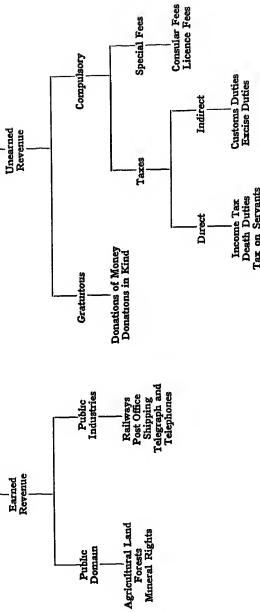 Earned
Revenue
Public
Domain
Agricultural Land
Forests
Mineral Rights
Public
Industries
Railways
Post Office
Shipping
Telegraph and
Telephones
Unearned
Revenue
Gratuitous
Donations of Money
Donations in Kind
Compulsory
Taxes
Direct
Income Tax
Death Duties
Tax on Servants
Indirect
Customs Duties
Excise Duties
Special Fees
Consular Fees
Licence Fees